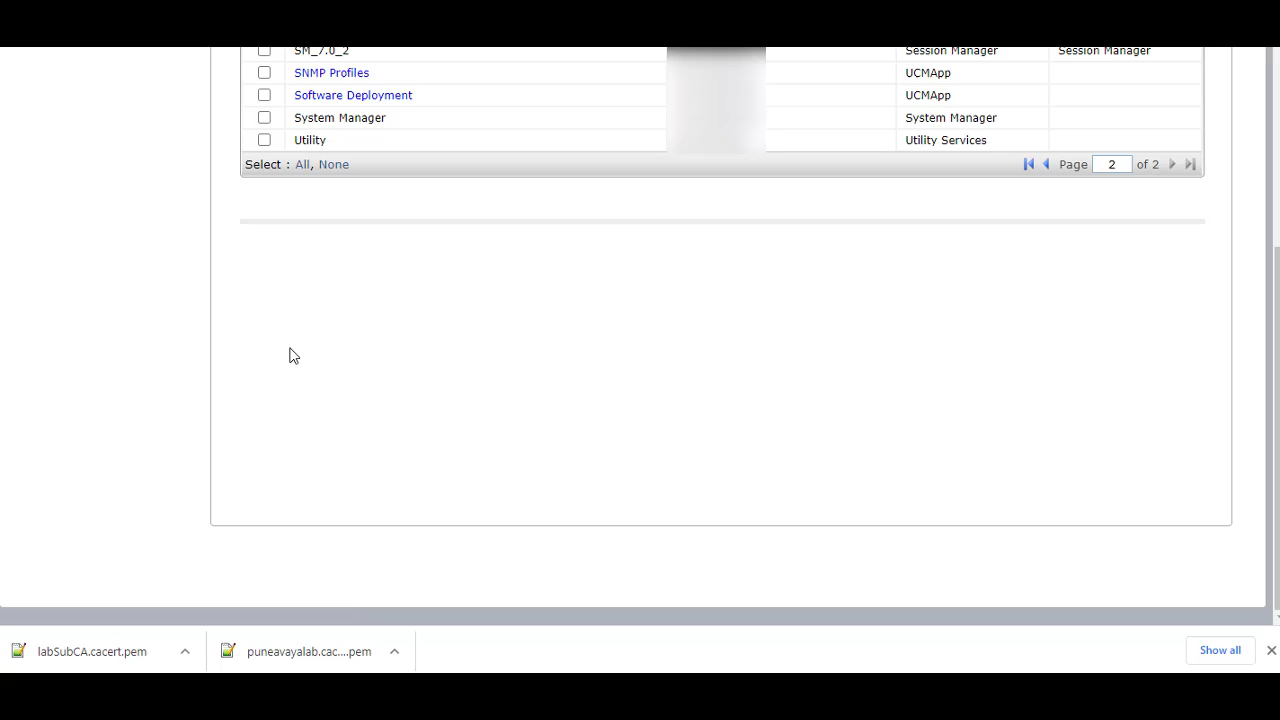 SM_7.0_2 Session Manager Session Manager
SNMP Profiles UCMApp
Software Deployment UCMApp
System Manager System Manager
Utility Utility Services
Select : All, None Page 2 of 2
labSubCA.cacert.pem puneavayalab.cac....pem Show all